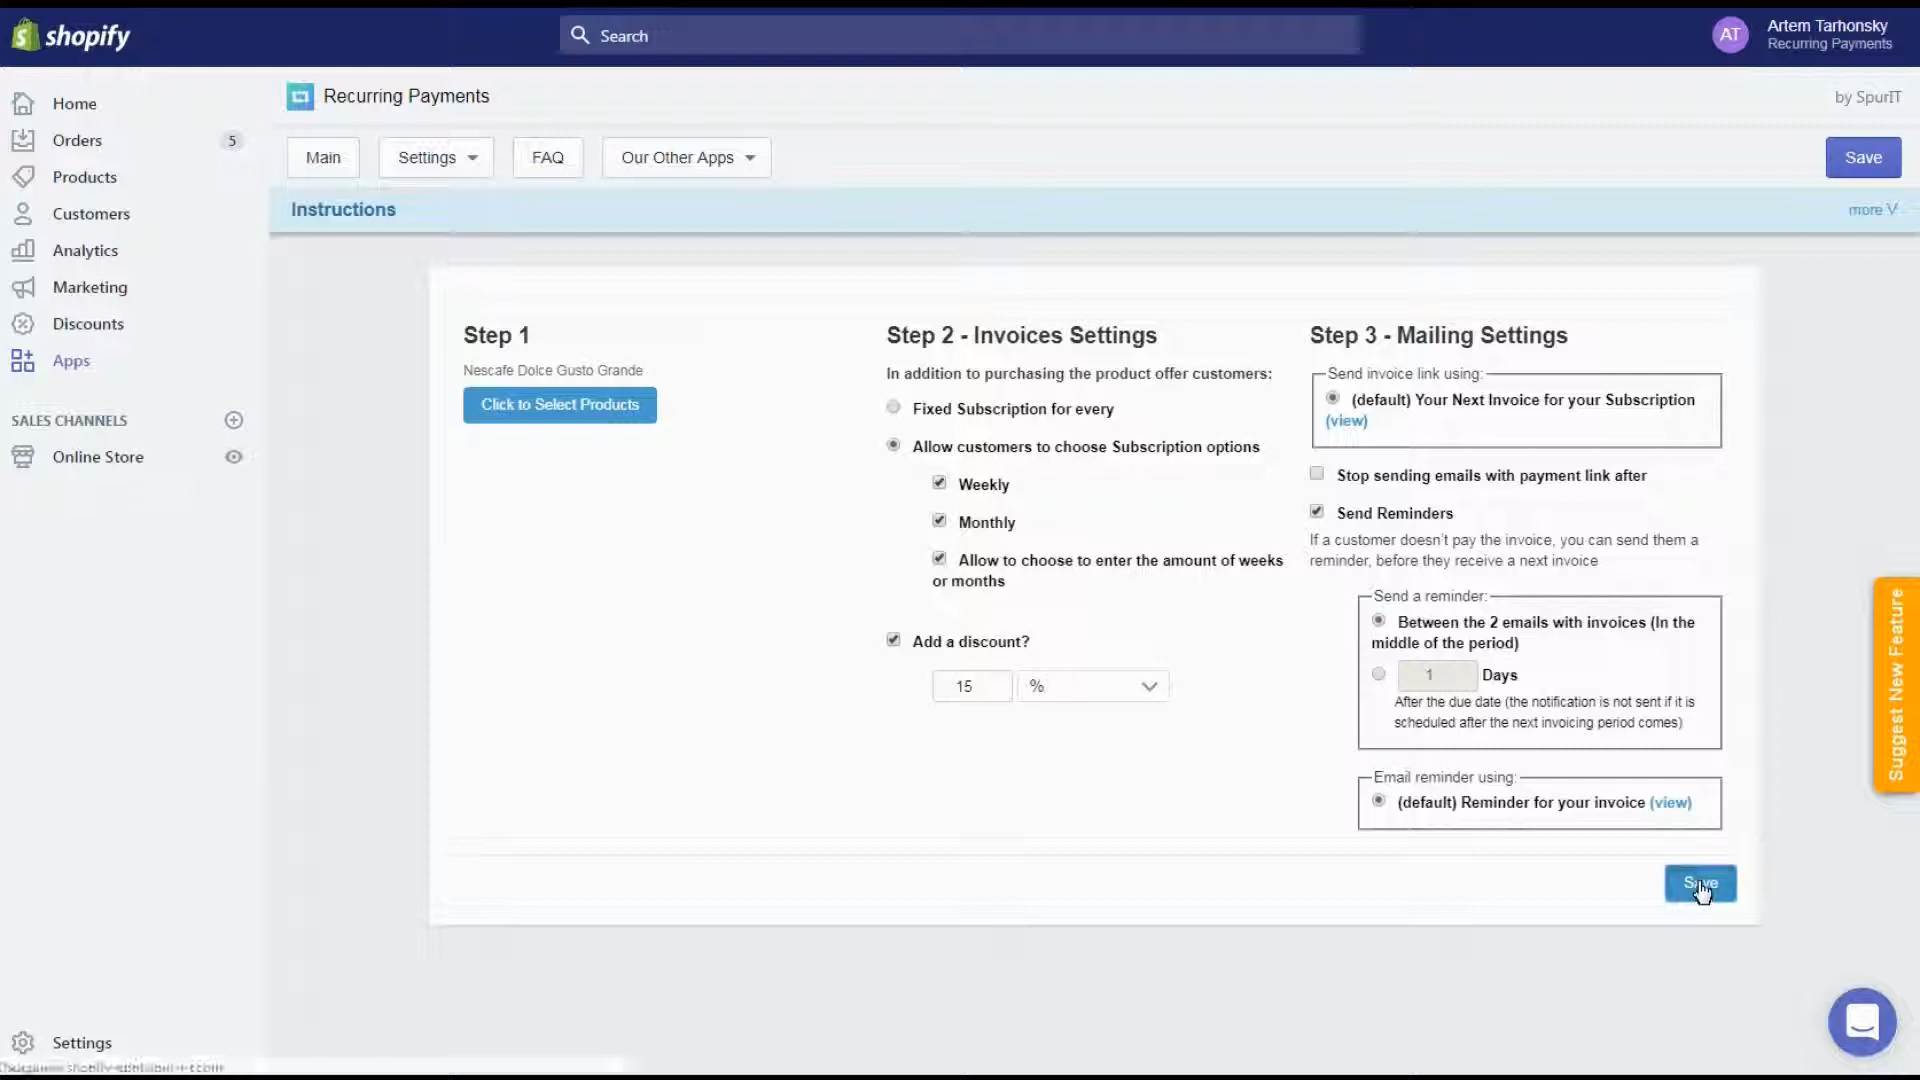 shopify
Search
AT
Artem Tarhonsky
Recurring Payments
Home
Orders
5
Products
Customers
Analytics
Marketing
Discounts
Apps
SALES CHANNELS
Online Store
Settings
Recurring Payments
by SpurIT
Main
Settings
FAQ
Our Other Apps
Save
Instructions
more V
Step 1
Nescafe Dolce Gusto Grande
Click to Select Products
Step 2 - Invoices Settings
In addition to purchasing the product offer customers:
Fixed Subscription for every
Allow customers to choose Subscription options
Weekly
Monthly
Allow to choose to enter the amount of weeks
or months
Add a discount?
15
%
Step 3 - Mailing Settings
Send invoice link using:
(default) Your Next Invoice for your Subscription
(view)
Stop sending emails with payment link after
Send Reminders
If a customer doesn't pay the invoice, you can send them a
reminder, before they receive a next invoice
Send a reminder:
Between the 2 emails with invoices (In the
middle of the period)
1 Days
After the due date (the notification is not sent if it is
scheduled after the next invoicing period comes)
Email reminder using:
(default) Reminder for your invoice (view)
Save
Suggest New Feature